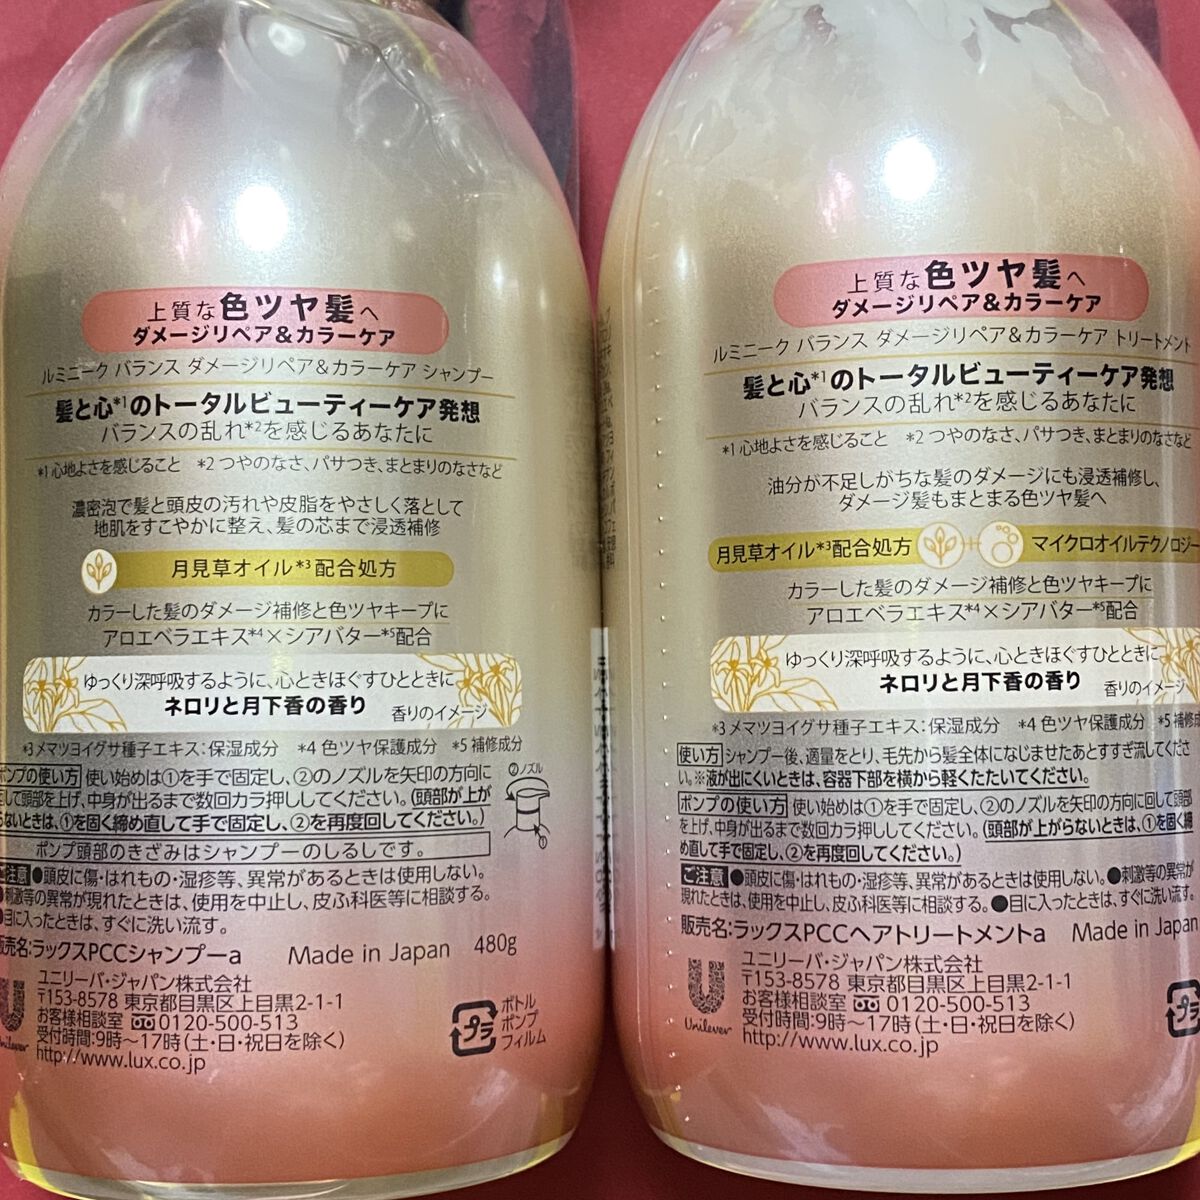 上質な色ツヤ髪へ
ダメージリペア&カラーケア
ルミニーク バランス ダメージリペア&カラーケア シャンプー
髪と心*1のトータルビューティーケア発想
バランスの乱れ*2を感じるあなたに
*1 心地よさを感じること *2 つやのなさ、パサつき、まとまりのなさなど
濃密泡で髪と頭皮の汚れや皮脂をやさしく落として
地肌をすこやかに整え、髪の芯まで浸透補修
月見草オイル*3配合処方
カラーした髪のダメージ補修と色ツヤキープに
アロエベラエキス*4×シアバター*5配合
ゆっくり深呼吸するように、心ときほぐすひとときに
ネロリと月下香の香り 香りのイメージ
*3 メマツヨイグサ種子エキス:保湿成分 *4 色ツヤ保護成分 *5 補修成分
ポンプの使い方 使い始めは①を手で固定し、②のノズルを矢印の方向に
して頭部を上げ、中身が出るまで数回カラ押ししてください。(頭部が上が
らないときは、①を固く締め直して手で固定し、②を再度回してください。)
②ノズル
①
ポンプ頭部のきざみはシャンプーのしるしです。
ご注意 ●頭皮に傷・はれもの・湿疹等、異常があるときは使用しない。
●刺激等の異常が現れたときは、使用を中止し、皮ふ科医等に相談する。
●目に入ったときは、すぐに洗い流す。
販売名:ラックスPCCシャンプーa Made in Japan 480g
ユニリーバ・ジャパン株式会社
〒153-8578 東京都目黒区上目黒2-1-1
お客様相談室 0120-500-513
受付時間:9時〜17時(土・日・祝日を除く)
http://www.lux.co.jp
Unilever
プラ
ボトル
ポンプ
フィルム
上質な色ツヤ髪へ
ダメージリペア&カラーケア
ルミニーク バランス ダメージリペア&カラーケア トリートメント
髪と心*1のトータルビューティーケア発想
バランスの乱れ*2を感じるあなたに
*1 心地よさを感じること *2 つやのなさ、パサつき、まとまりのなさなど
油分が不足しがちな髪のダメージにも浸透補修し、
ダメージ髪もまとまる色ツヤ髪へ
月見草オイル*3配合処方 + マイクロオイルテクノロジー
カラーした髪のダメージ補修と色ツヤキープに
アロエベラエキス*4×シアバター*5配合
ゆっくり深呼吸するように、心ときほぐすひとときに
ネロリと月下香の香り 香りのイメージ
*3 メマツヨイグサ種子エキス:保湿成分 *4 色ツヤ保護成分 *5 補修成
使い方 シャンプー後、適量をとり、毛先から髪全体になじませたあとすすぎ流してくださ
い。※液が出にくいときは、容器下部を横から軽くたたいてください。
ポンプの使い方 使い始めは①を手で固定し、②のノズルを矢印の方向に回して頭部
を上げ、中身が出るまで数回カラ押ししてください。(頭部が上がらないときは、①を固く締
め直して手で固定し、②を再度回してください。)
ご注意 ●頭皮に傷・はれもの・湿疹等、異常があるときは使用しない。●刺激等の異常が
現れたときは、使用を中止し、皮ふ科医等に相談する。●目に入ったときは、すぐに洗い流す。
販売名:ラックスPCCヘアトリートメントa Made in Japan
ユニリーバ・ジャパン株式会社
〒153-8578 東京都目黒区上目黒2-1-1
お客様相談室 0120-500-513
受付時間:9時〜17時(土・日・祝日を除く)
http://www.lux.co.jp
Unilever
プラ